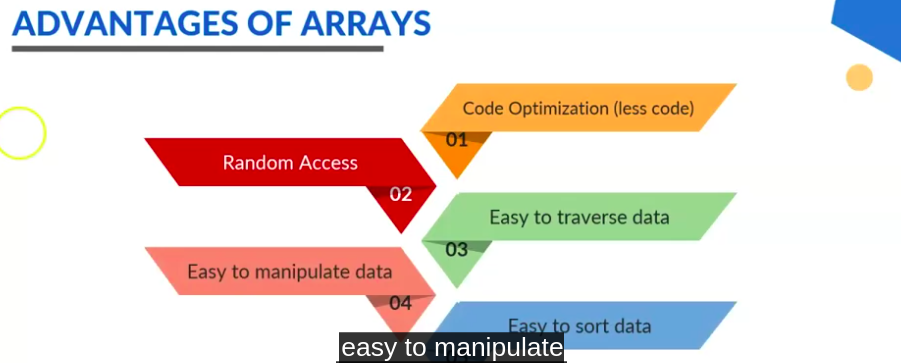 ADVANTAGES OF ARRAYS
Code Optimization (less code)
01
Random Access
02
Easy to traverse data
03
Easy to manipulate data
04
Easy to sort data
easy to manipulate